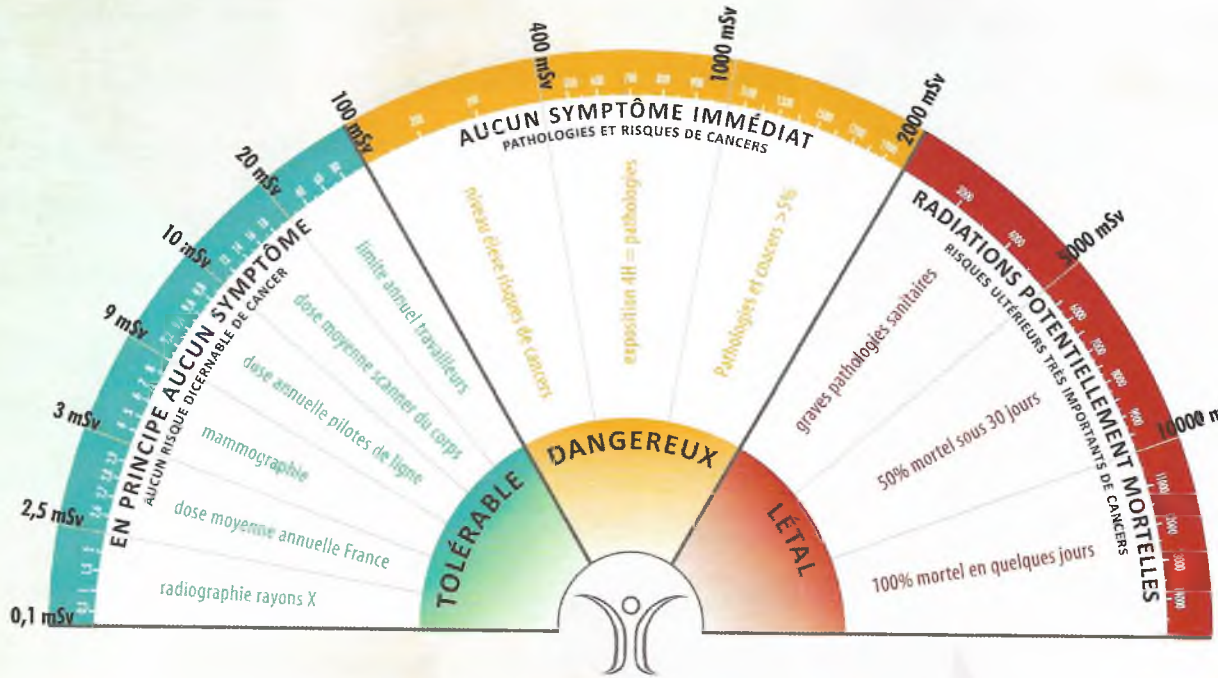 0,1 mSv
2,5 mSv
3 mSv
9 mSv
10 mSv
20 mSv
100 mSv
400 mSv
1000 mSv
2000 mSv
5000 mSv
10000 mSv
EN PRINCIPE AUCUN SYMPTÔME
AUCUN RISQUE DICERNABLE DE CANCER
AUCUN SYMPTÔME IMMÉDIAT
PATHOLOGIES ET RISQUES DE CANCERS
RADIATIONS POTENTIELLEMENT MORTELLES
RISQUES ULTÉRIEURS TRÈS IMPORTANTS DE CANCERS
radiographie rayons X
dose moyenne annuelle France
mammographie
dose annuelle pilotes de ligne
dose moyenne scanner du corps
limite annuel travailleurs
niveau éleve risques de cancers
exposition 4H = pathologies
Pathologies et cancers > 5%
graves pathologies sanitaires
50% mortel sous 30 jours
100% mortel en quelques jours
TOLÉRABLE
DANGEREUX
LÉTAL